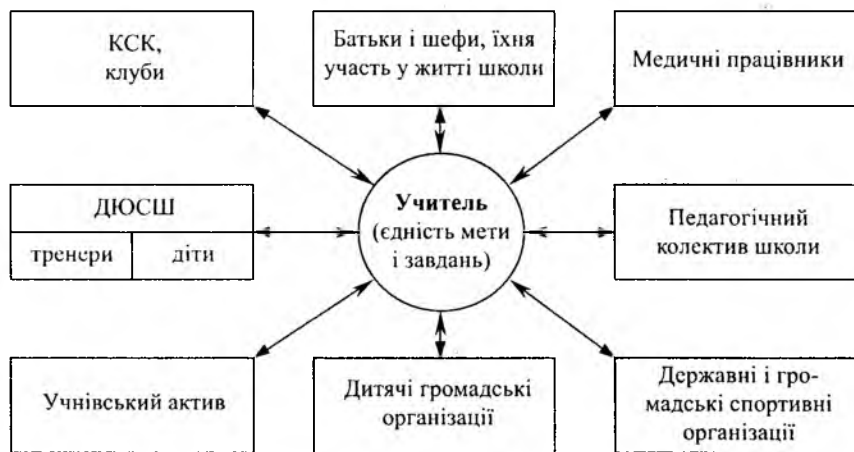 КСК,
клуби
Батьки і шефи, їхня
участь у житті школи
Медичні працівники
ДЮСШ
тренери
діти
Учитель
(єдність мети
і завдань)
Педагогічний
колектив школи
Учнівський актив
Дитячі громадські
організації
Державні і гро-
мадські спортивні
організації